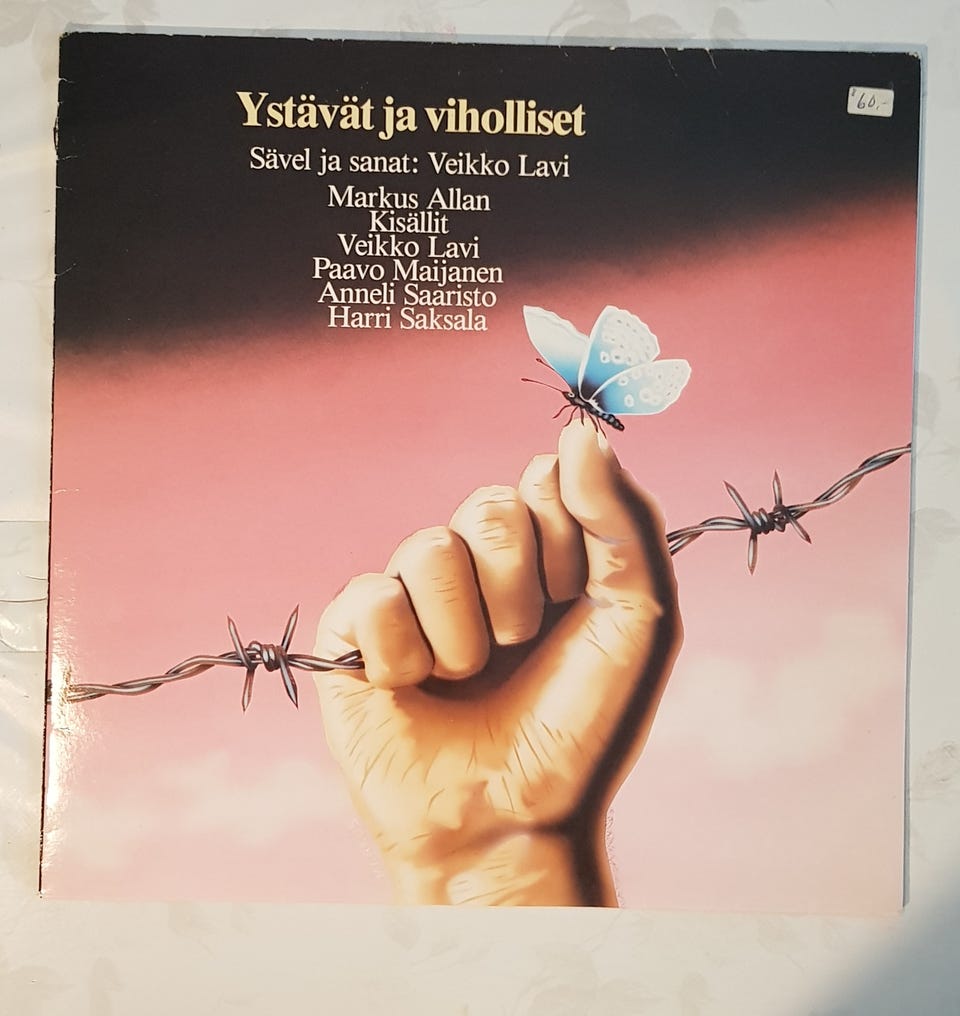 Ystävät ja viholliset
Sävel ja sanat: Veikko Lavi
Markus Allan
Kisällit
Veikko Lavi
Paavo Maijanen
Anneli Saaristo
Harri Saksala
60,-